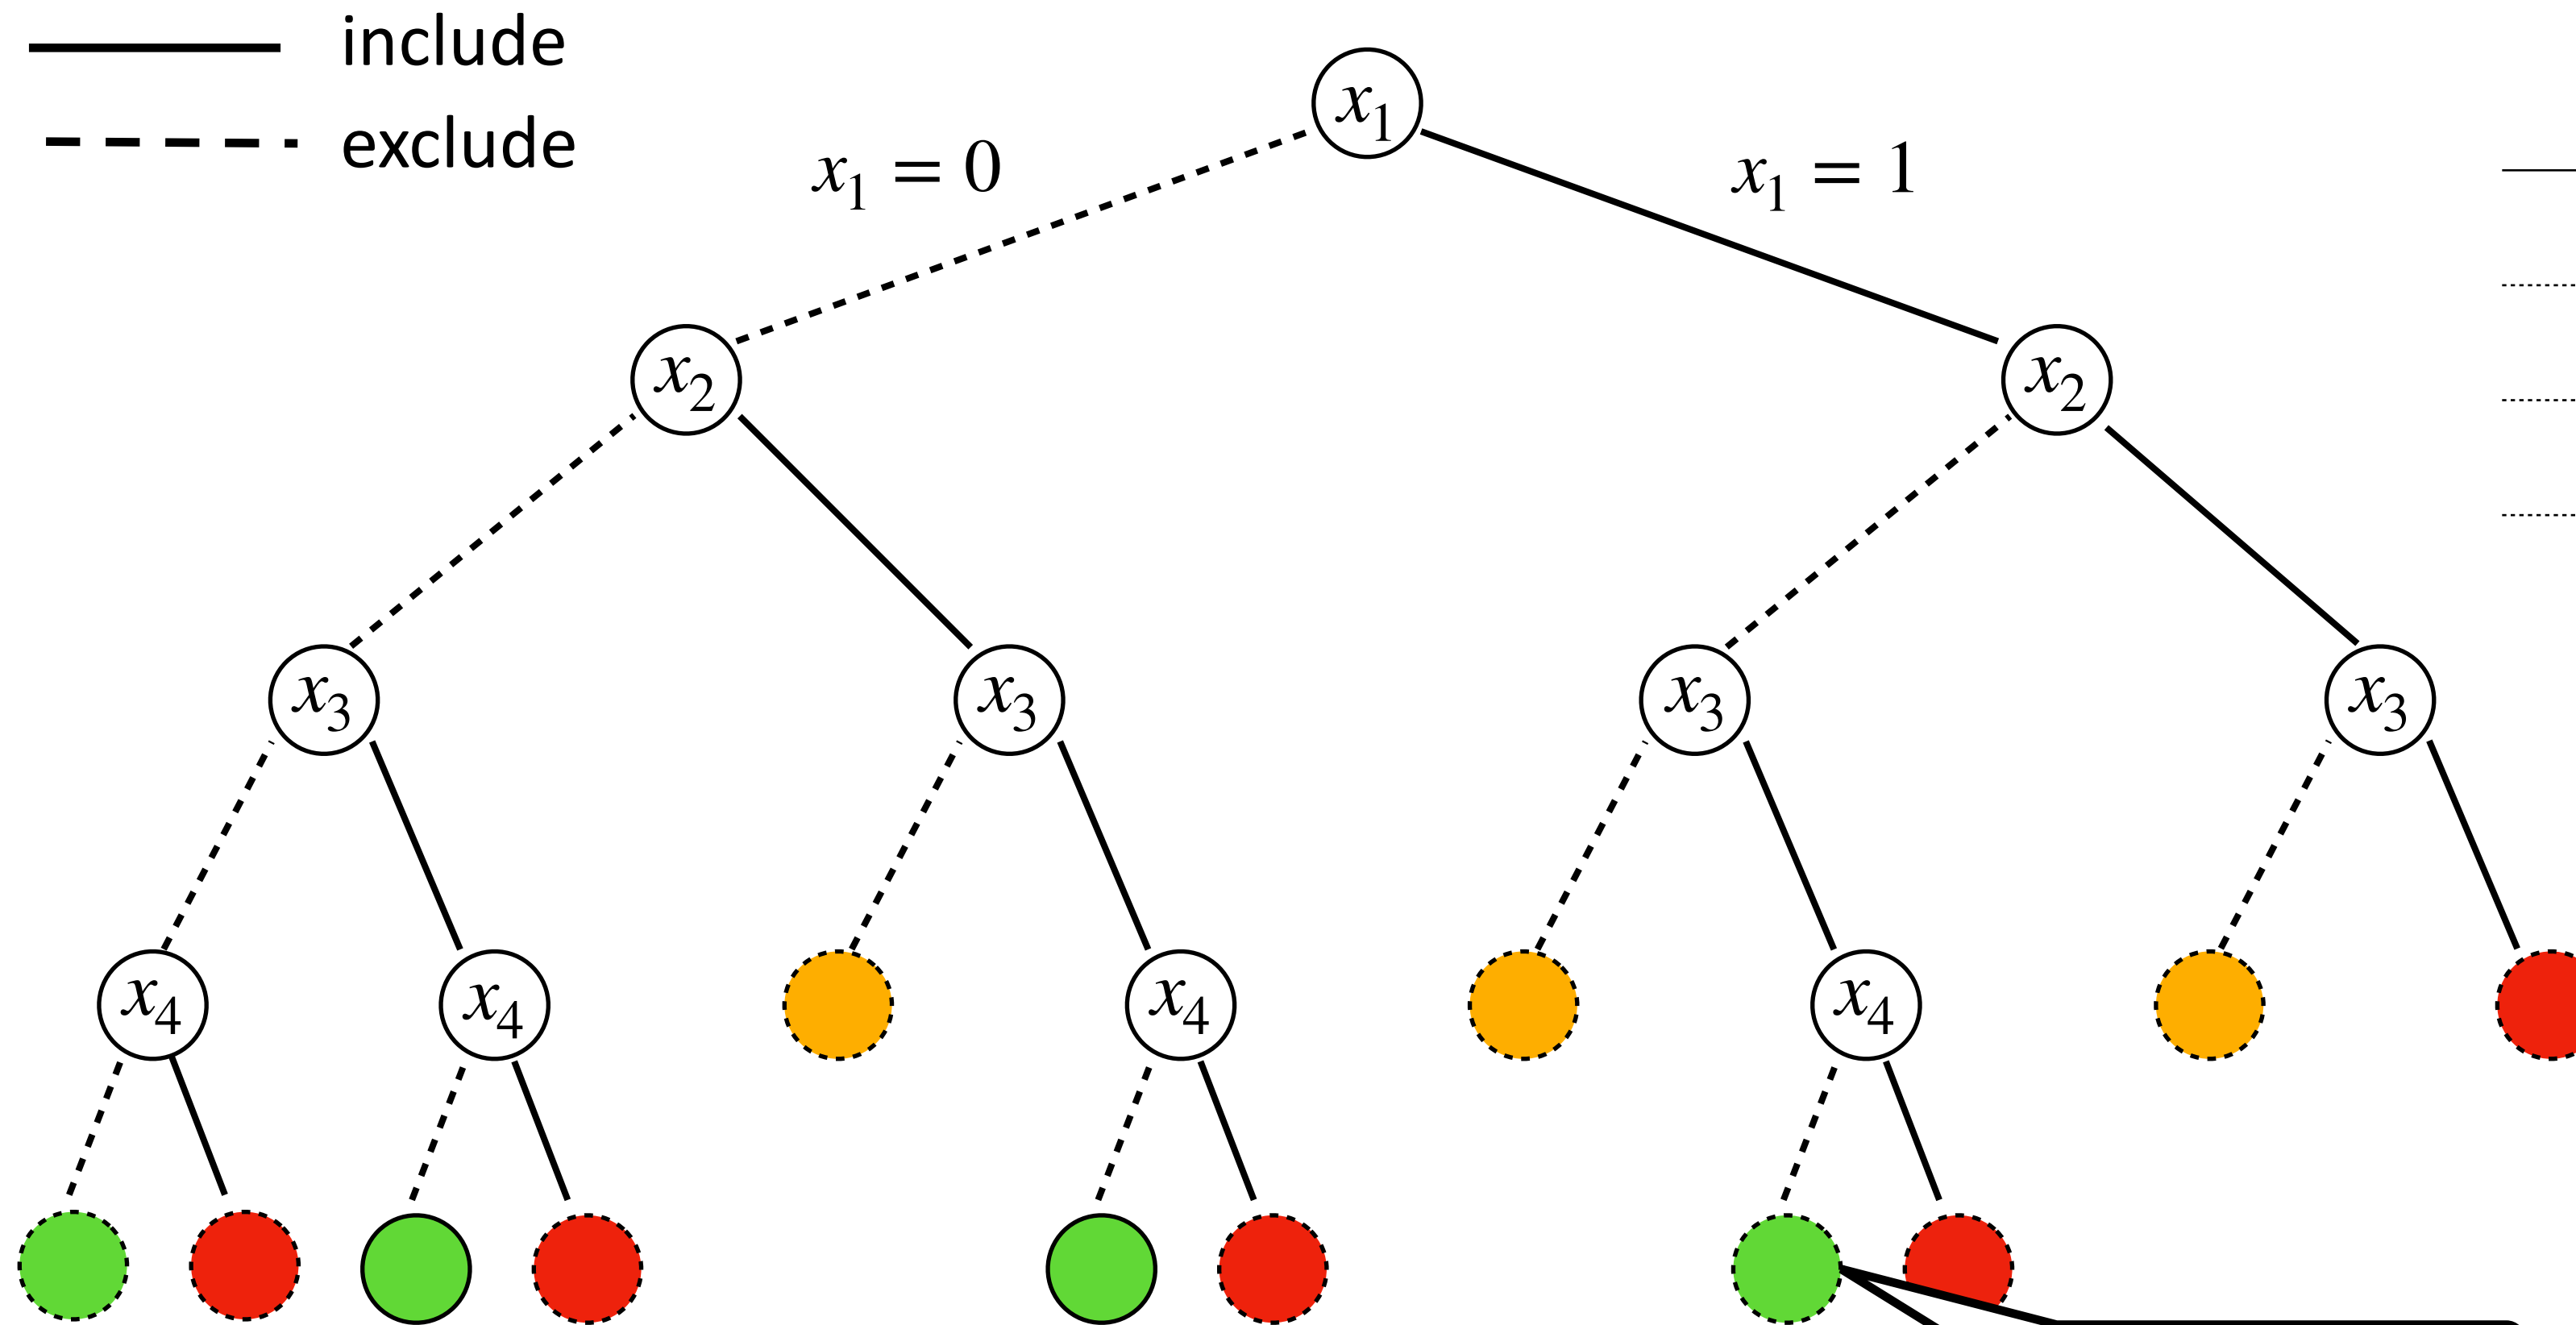 include
exclude
x₁
x₁ = 0
x₁ = 1
x₂
x₂
x₃
x₃
x₃
x₃
x₄
x₄
x₄
x₄